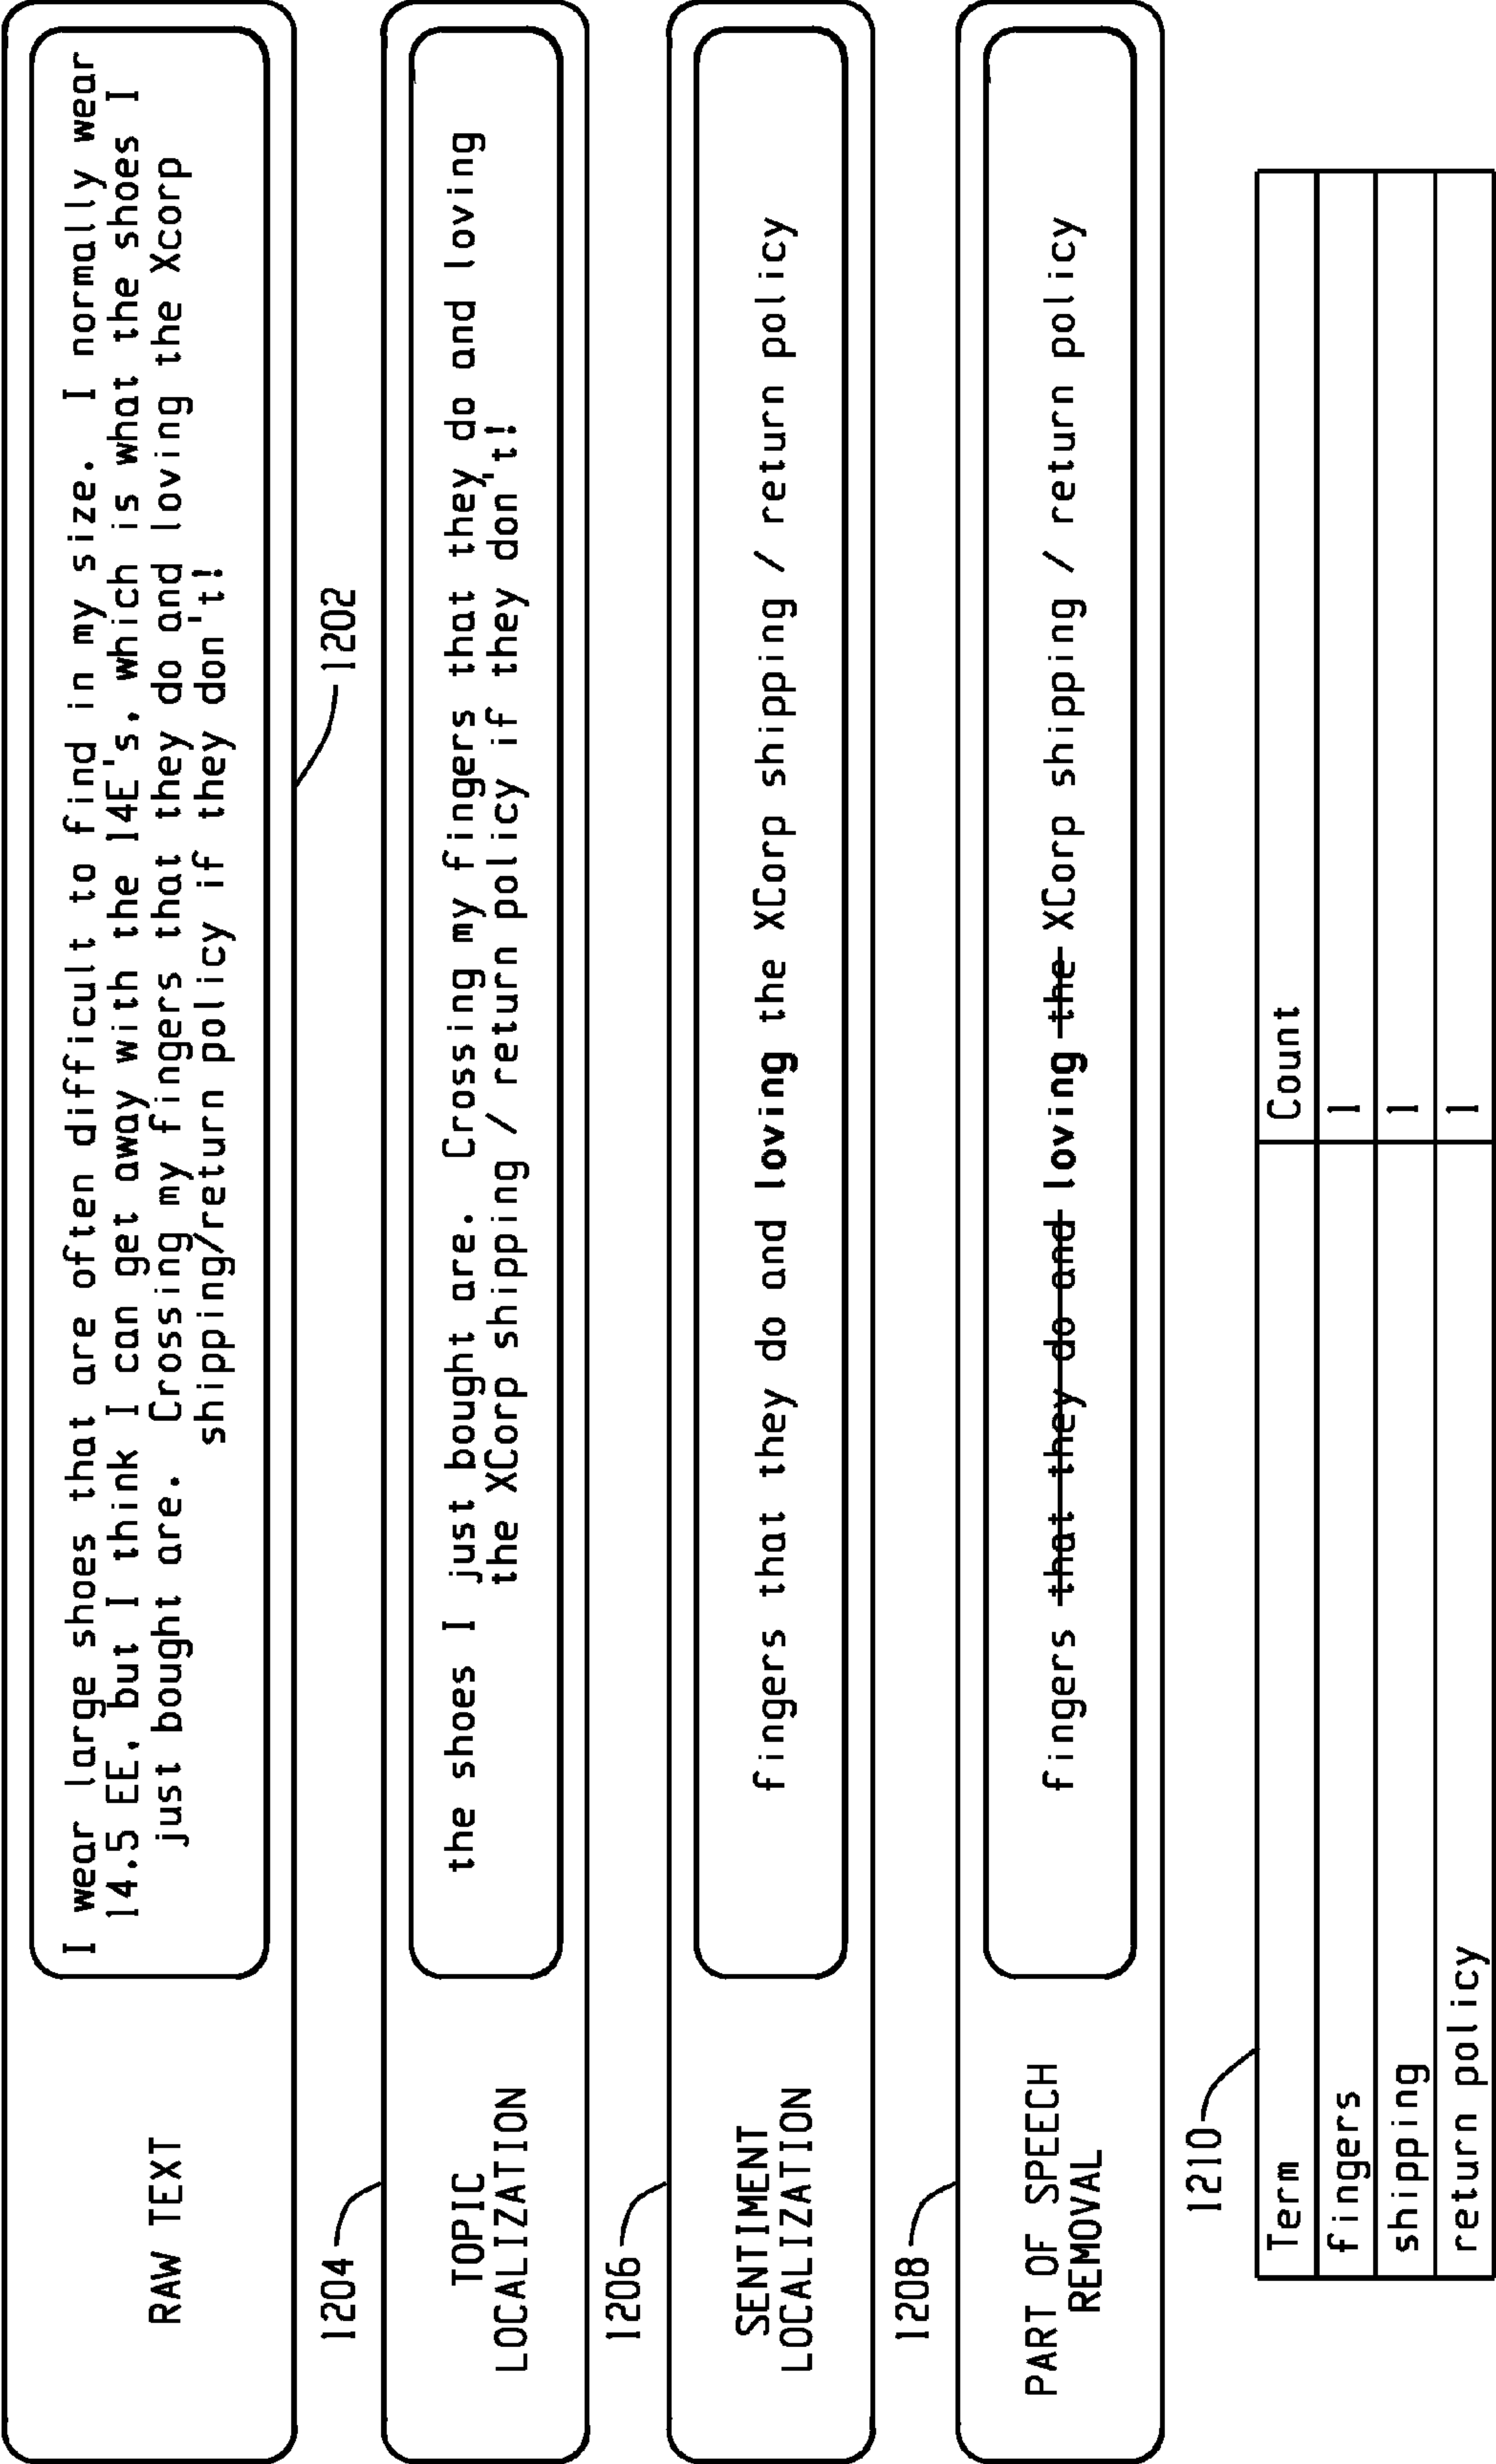 RAW TEXT
I wear large shoes that are often difficult to find in my size. I normally wear
14.5 EE, but I think I can get away with the 14E's, which is what the shoes I
just bought are. Crossing my fingers that they do and loving the Xcorp
shipping/return policy if they don't!
1202
1204
TOPIC
LOCALIZATION
the shoes I just bought are. Crossing my fingers that they do and loving
the XCorp shipping / return policy if they don't!
1206
SENTIMENT
LOCALIZATION
fingers that they do and loving the XCorp shipping / return policy
1208
PART OF SPEECH
REMOVAL
fingers that they do and loving the XCorp shipping / return policy
1210
Term Count
fingers 1
shipping 1
return policy 1